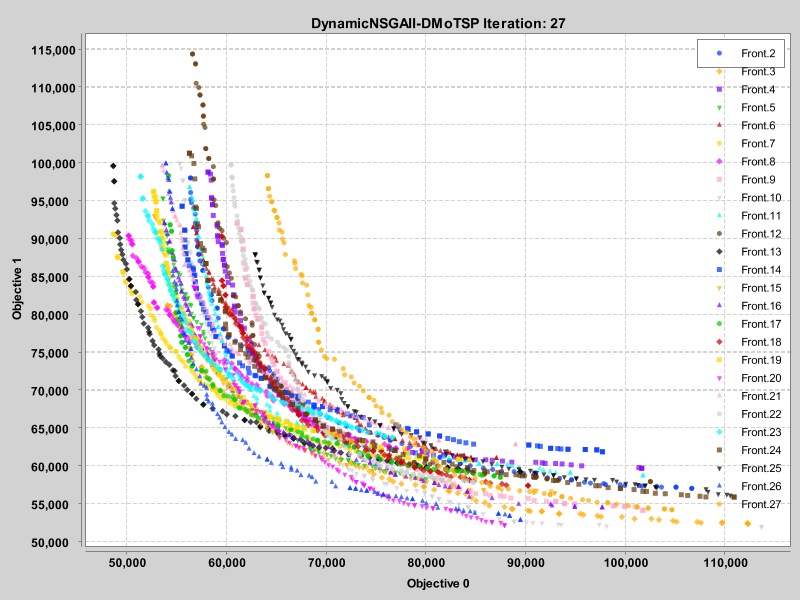 DynamicNSGAII-DMoTSP Iteration: 27
115,000
110,000
105,000
100,000
95,000
90,000
85,000
80,000
75,000
70,000
65,000
60,000
55,000
50,000
Objective 1
50,000
60,000
70,000
80,000
90,000
100,000
110,000
Objective 0
Front.2
Front.3
Front.4
Front.5
Front.6
Front.7
Front.8
Front.9
Front.10
Front.11
Front.12
Front.13
Front.14
Front.15
Front.16
Front.17
Front.18
Front.19
Front.20
Front.21
Front.22
Front.23
Front.24
Front.25
Front.26
Front.27